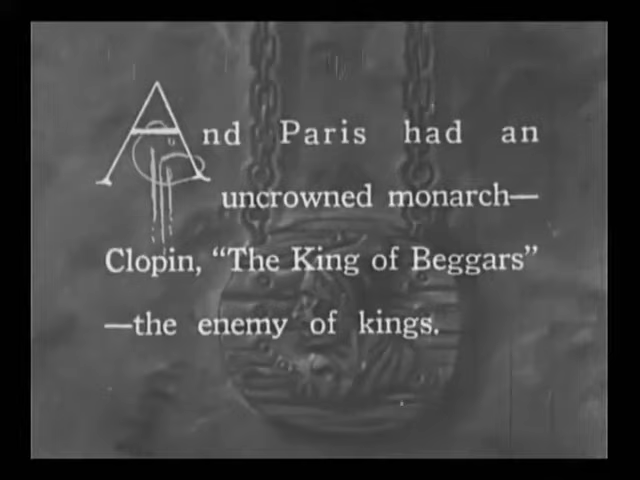 And Paris had an
uncrowned monarch—
Clopin, “The King of Beggars”
—the enemy of kings.